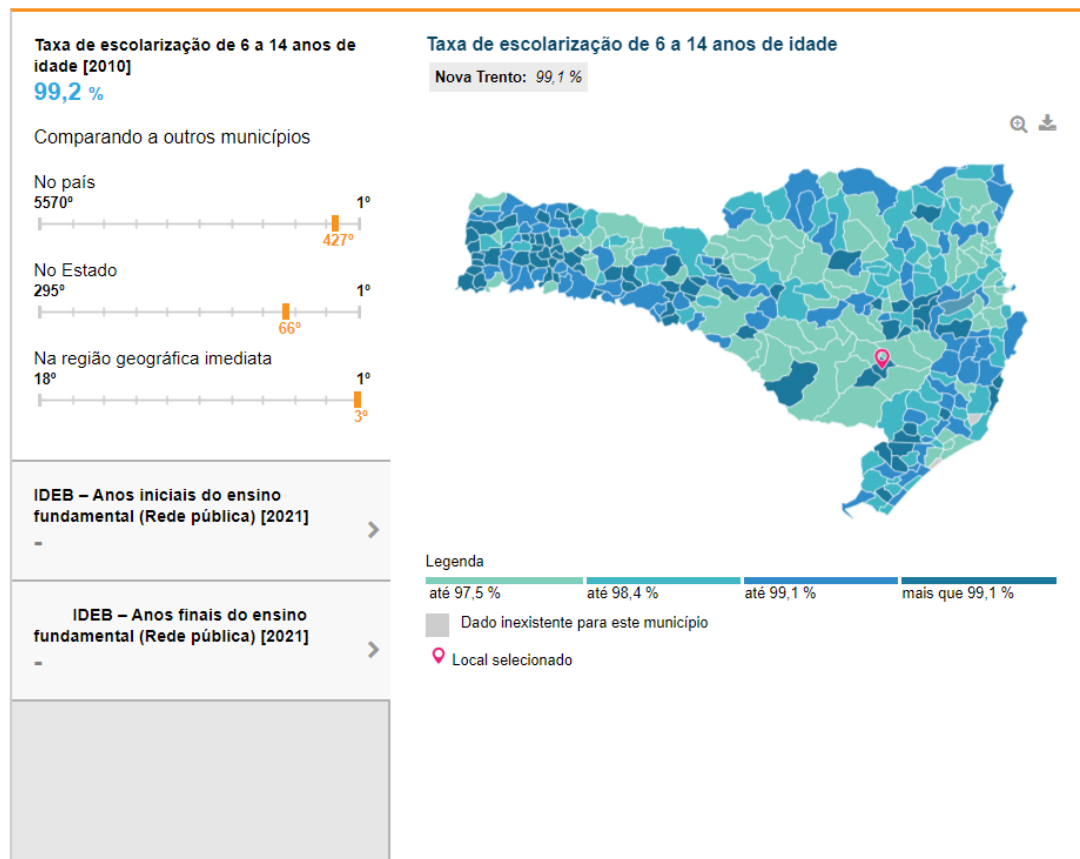 Taxa de escolarização de 6 a 14 anos de
idade [2010]
99,2 %
Comparando a outros municípios
No país
5570º 1º
427º
No Estado
295º 1º
66º
Na região geográfica imediata
18º 1º
3º
IDEB – Anos iniciais do ensino
fundamental (Rede pública) [2021]
-
IDEB – Anos finais do ensino
fundamental (Rede pública) [2021]
-
Taxa de escolarização de 6 a 14 anos de idade
Nova Trento: 99,1 %
Legenda
até 97,5 % até 98,4 % até 99,1 % mais que 99,1 %
Dado inexistente para este município
Local selecionado